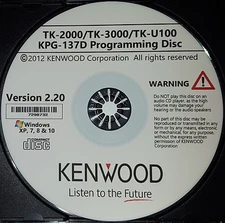 TK-2000/TK-3000/TK-U100
KPG-137D Programming Disc
©2012 KENWOOD Corporation All rights reserved
WARNING
Version 2.20
Do NOT play this disc on an
audio CD player, as the high
volume may damage your
hearing or the speakers.
No part may be reproduced or
transmitted in any form or by
any means, electronic or
mechanical, for any purpose,
without the express written
permission of
KENWOOD Corporation.
Windows
XP, 7, 8 & 10
disc
KENWOOD
Listen to the Future